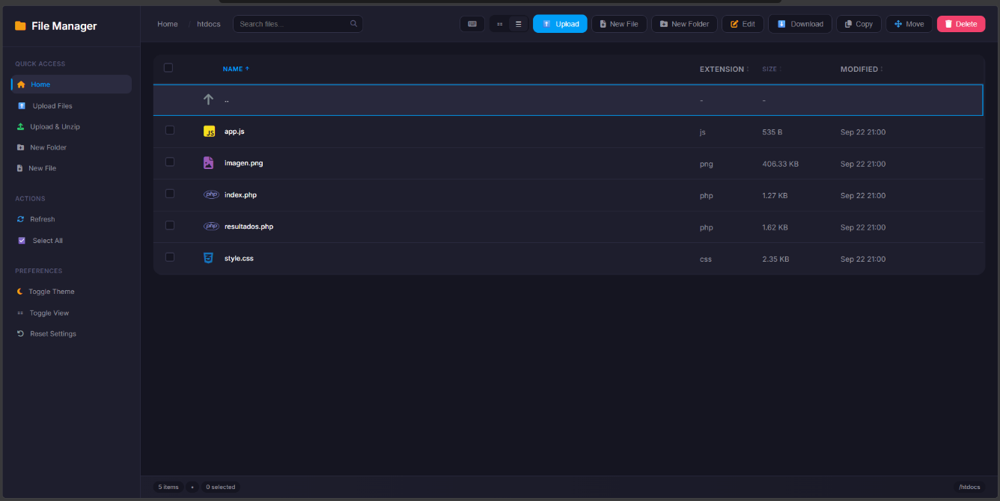 File Manager
Home / htdocs
Search files...
Upload
New File
New Folder
Edit
Download
Copy
Move
Delete
QUICK ACCESS
Home
Upload Files
Upload & Unzip
New Folder
New File
ACTIONS
Refresh
Select All
PREFERENCES
Toggle Theme
Toggle View
Reset Settings
NAME ↑ EXTENSION SIZE MODIFIED
.. - -
JS app.js js 535 B Sep 22 21:00
imagen.png png 406.33 KB Sep 22 21:00
php index.php php 1.27 KB Sep 22 21:00
php resultados.php php 1.62 KB Sep 22 21:00
style.css css 2.35 KB Sep 22 21:00
5 items • 0 selected
/htdocs